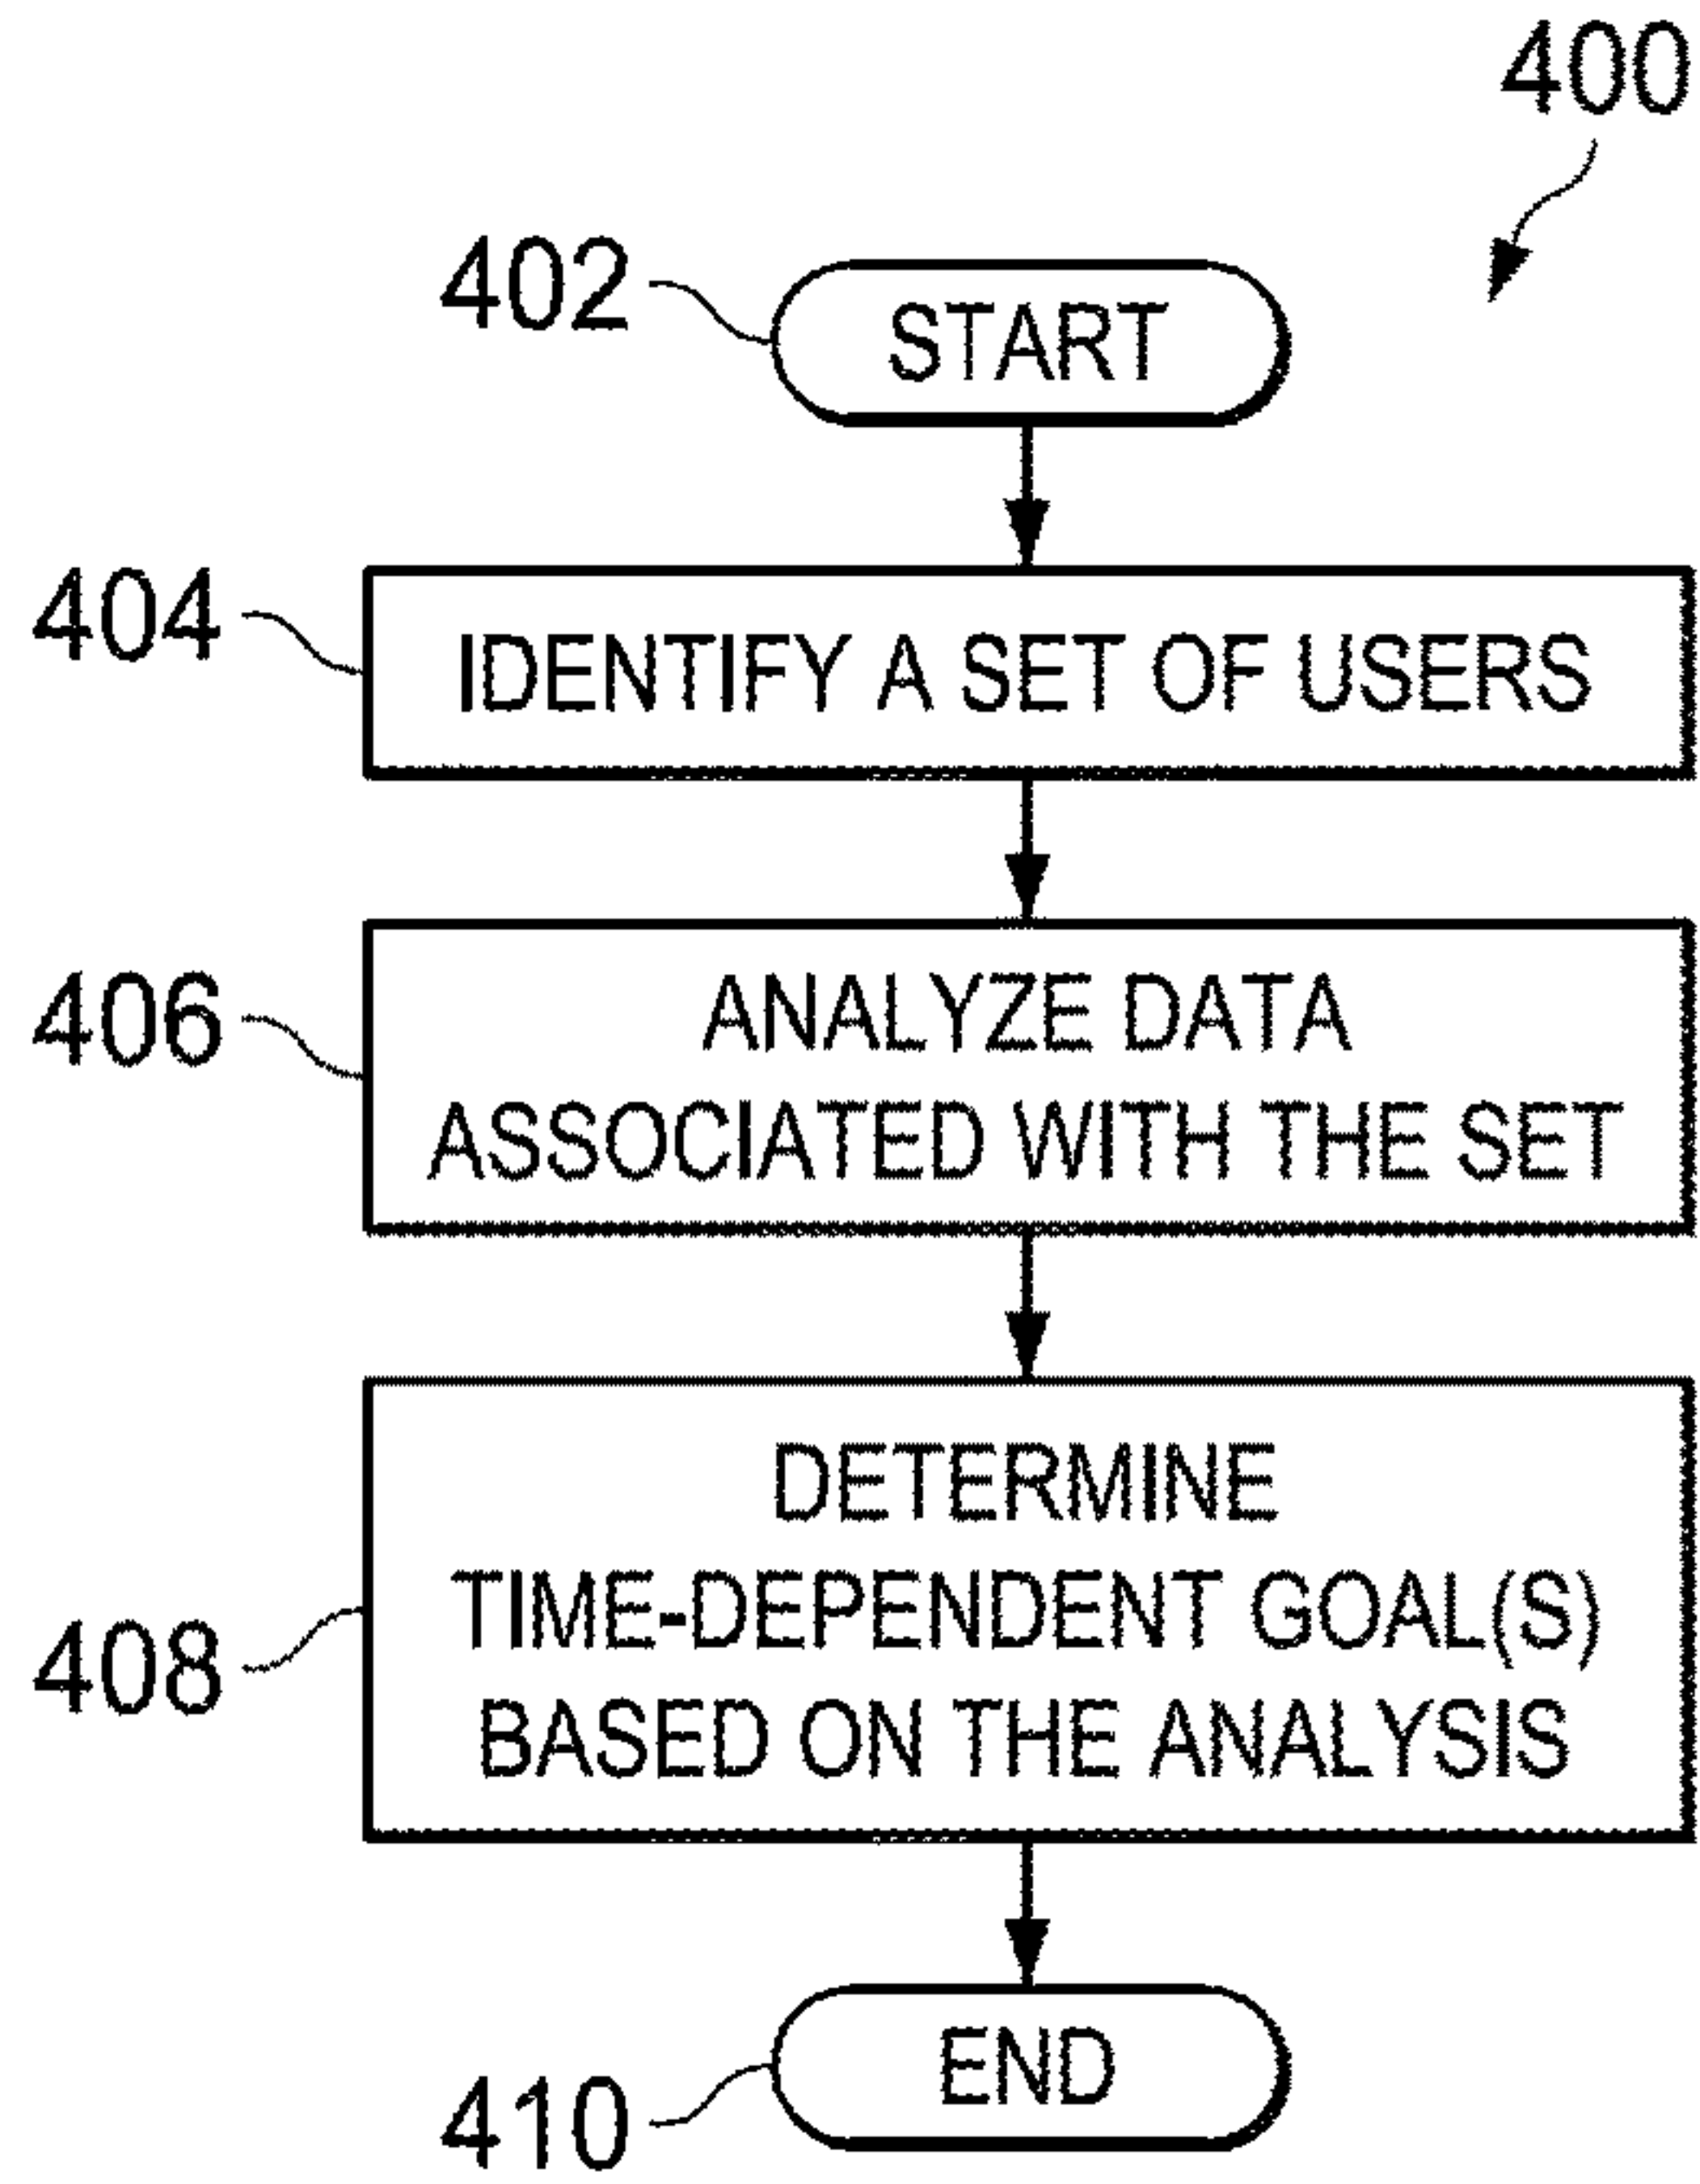 400
402
START
404
IDENTIFY A SET OF USERS
406
ANALYZE DATA
ASSOCIATED WITH THE SET
408
DETERMINE
TIME-DEPENDENT GOAL(S)
BASED ON THE ANALYSIS
410
END